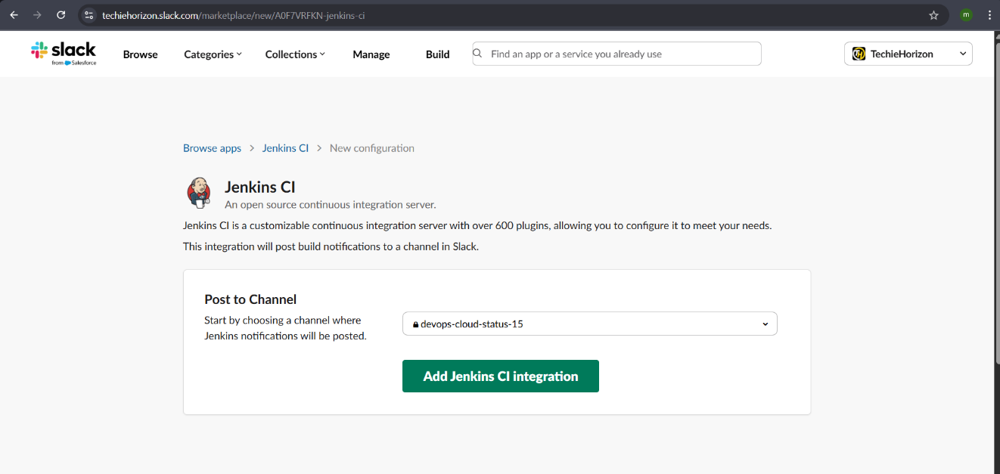 techiehorizon.slack.com/marketplace/new/A0F7VRFKN-jenkins-ci
m
slack
from Salesforce
Browse
Categories
Collections
Manage
Build
Find an app or a service you already use
TH
TechieHorizon
Browse apps > Jenkins CI > New configuration
Jenkins CI
An open source continuous integration server.
Jenkins CI is a customizable continuous integration server with over 600 plugins, allowing you to configure it to meet your needs.
This integration will post build notifications to a channel in Slack.
Post to Channel
Start by choosing a channel where
Jenkins notifications will be posted.
devops-cloud-status-15
Add Jenkins CI integration